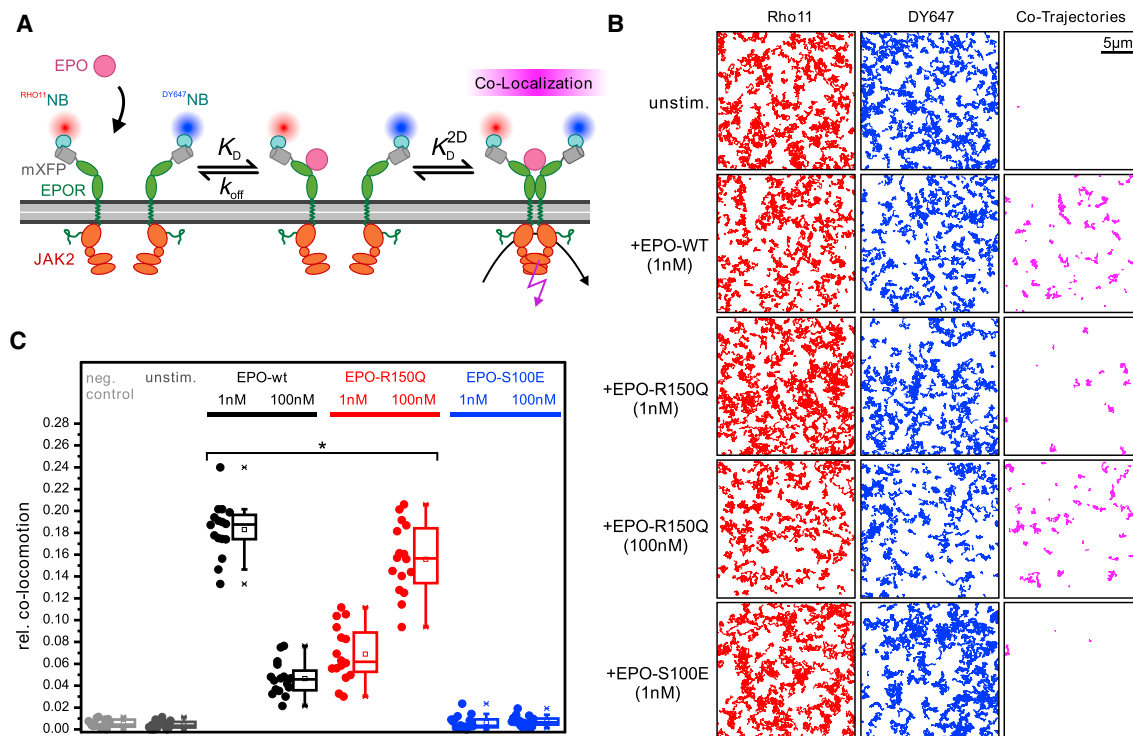 A
EPO
RHO11NB
DY647NB
mXFP
EPOR
JAK2
KD
koff
KD2D
Co-Localization
B
Rho11 DY647 Co-Trajectories
5µm
unstim.
+EPO-WT
(1nM)
+EPO-R150Q
(1nM)
+EPO-R150Q
(100nM)
+EPO-S100E
(1nM)
C
neg.
control
unstim.
EPO-wt EPO-R150Q EPO-S100E
1nM 100nM 1nM 100nM 1nM 100nM
*
rel. co-locomotion
0.28
0.26
0.24
0.22
0.20
0.18
0.16
0.14
0.12
0.10
0.08
0.06
0.04
0.02
0.00